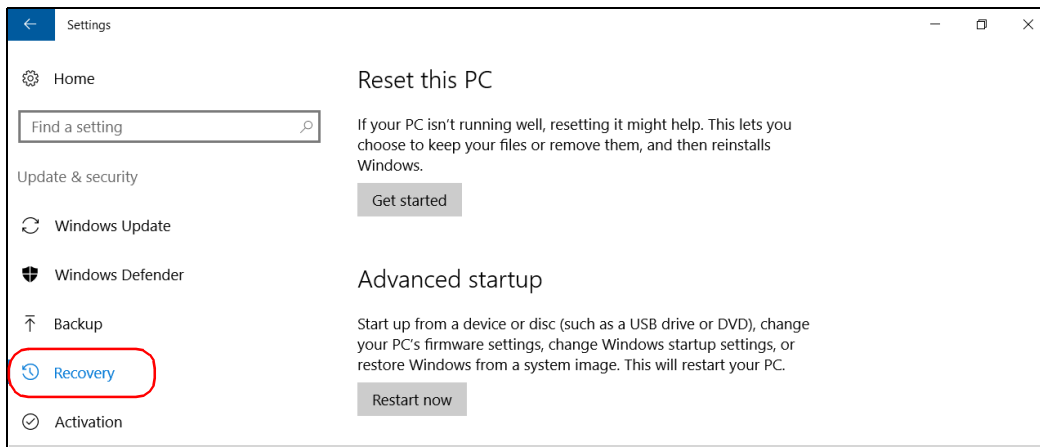 Settings
Home
Find a setting
Update & security
Windows Update
Windows Defender
Backup
Recovery
Activation
Reset this PC
If your PC isn't running well, resetting it might help. This lets you
choose to keep your files or remove them, and then reinstalls
Windows.
Get started
Advanced startup
Start up from a device or disc (such as a USB drive or DVD), change
your PC's firmware settings, change Windows startup settings, or
restore Windows from a system image. This will restart your PC.
Restart now